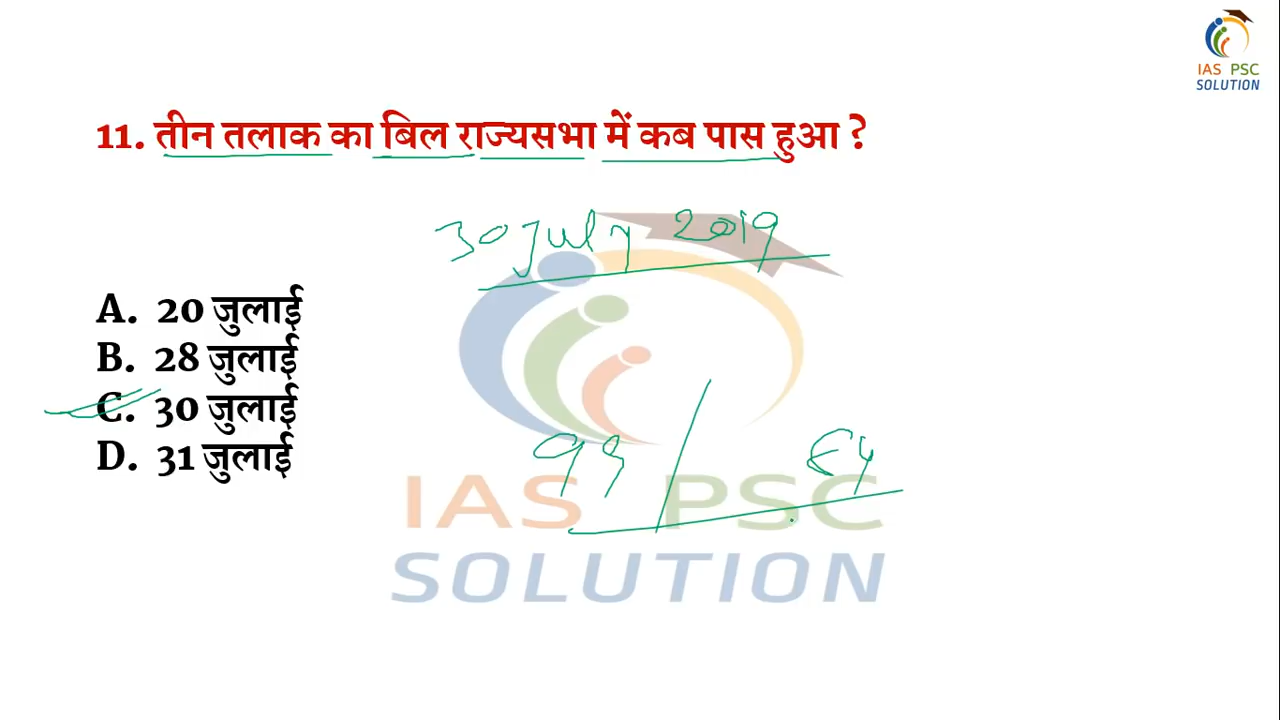 IAS PSC
SOLUTION
11. तीन तलाक का बिल राज्यसभा में कब पास हुआ ?
30 July 2019
A. 20 जुलाई
B. 28 जुलाई
C. 30 जुलाई
D. 31 जुलाई
99 / 84
IAS PSC
SOLUTION